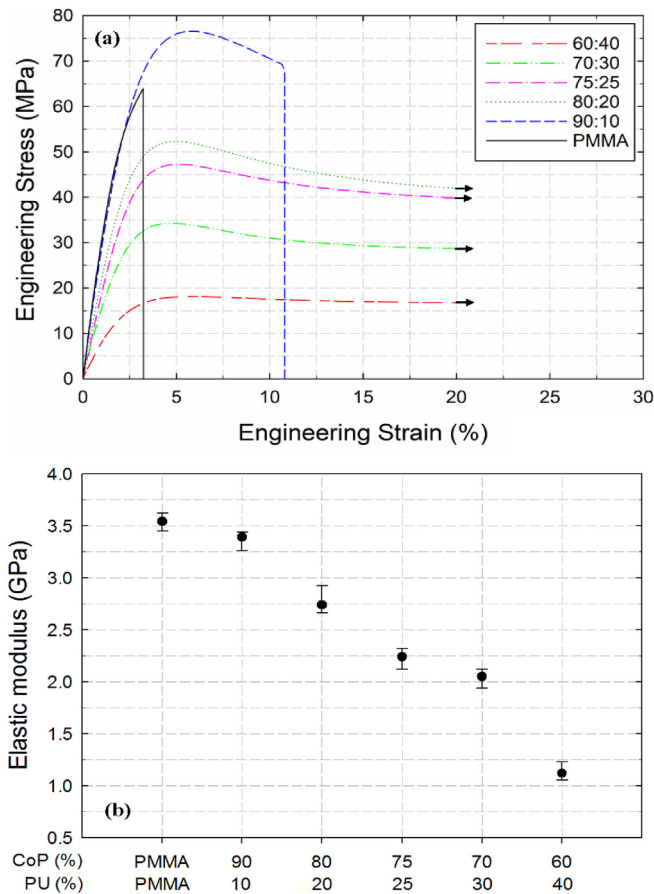 (a)
Engineering Stress (MPa)
80
70
60
50
40
30
20
10
0
60:40
70:30
75:25
80:20
90:10
PMMA
0 5 10 15 20 25 30
Engineering Strain (%)
Elastic modulus (GPa)
4.0
3.5
3.0
2.5
2.0
1.5
1.0
0.5
(b)
CoP (%) PMMA 90 80 75 70 60
PU (%) PMMA 10 20 25 30 40